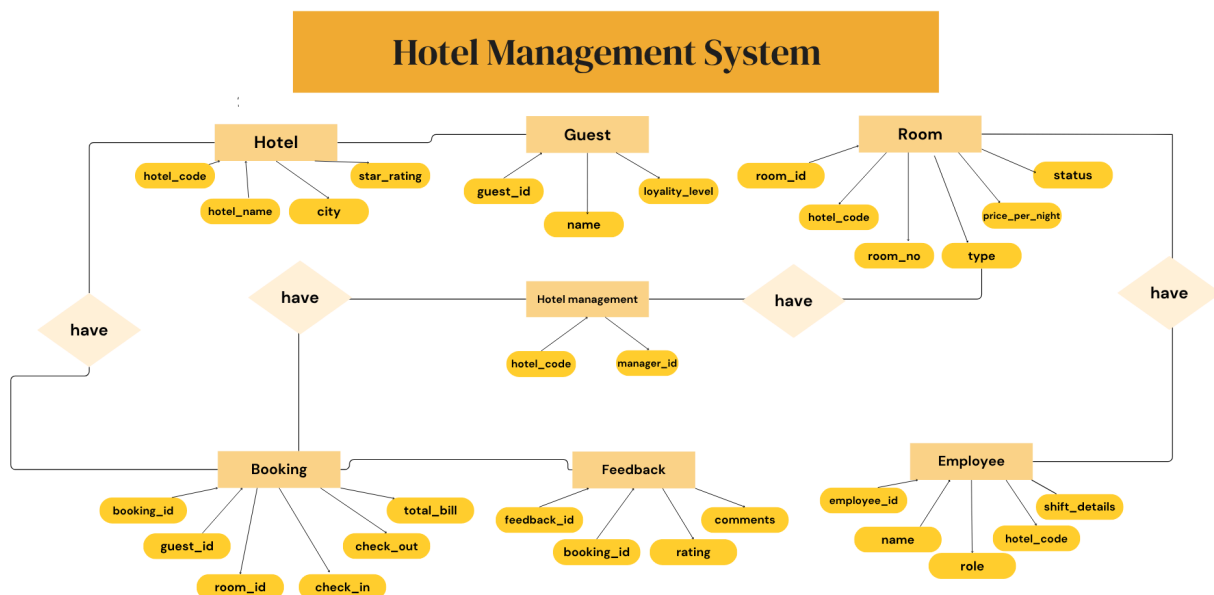 Hotel Management System
Hotel
Guest
Room
hotel_code
star_rating
hotel_name
city
guest_id
loyality_level
name
room_id
status
hotel_code
price_per_night
room_no
type
have
Hotel management
have
have
have
hotel_code
manager_id
Booking
Feedback
Employee
booking_id
total_bill
guest_id
check_out
room_id
check_in
feedback_id
comments
booking_id
rating
employee_id
shift_details
name
hotel_code
role